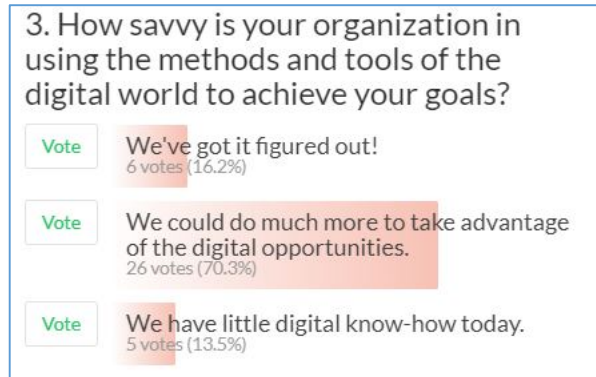 3. How savvy is your organization in
using the methods and tools of the
digital world to achieve your goals?
Vote
We've got it figured out!
6 votes (16.2%)
Vote
We could do much more to take advantage
of the digital opportunities.
26 votes (70.3%)
Vote
We have little digital know-how today.
5 votes (13.5%)